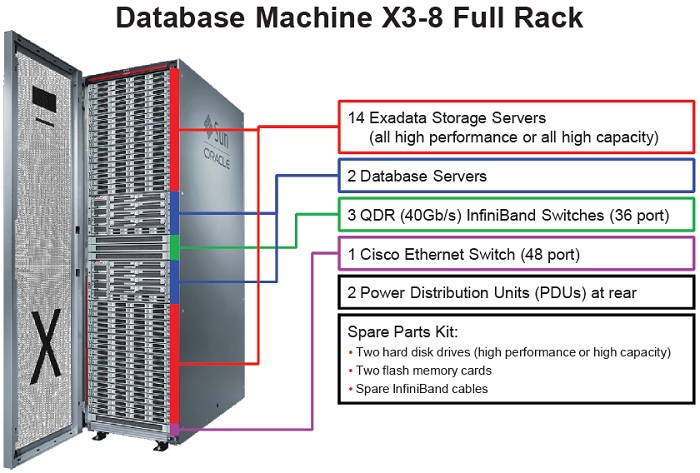 Database Machine X3-8 Full Rack
Sun
ORACLE
X
14 Exadata Storage Servers
(all high performance or all high capacity)
2 Database Servers
3 QDR (40Gb/s) InfiniBand Switches (36 port)
1 Cisco Ethernet Switch (48 port)
2 Power Distribution Units (PDUs) at rear
Spare Parts Kit:
• Two hard disk drives (high performance or high capacity)
• Two flash memory cards
• Spare InfiniBand cables